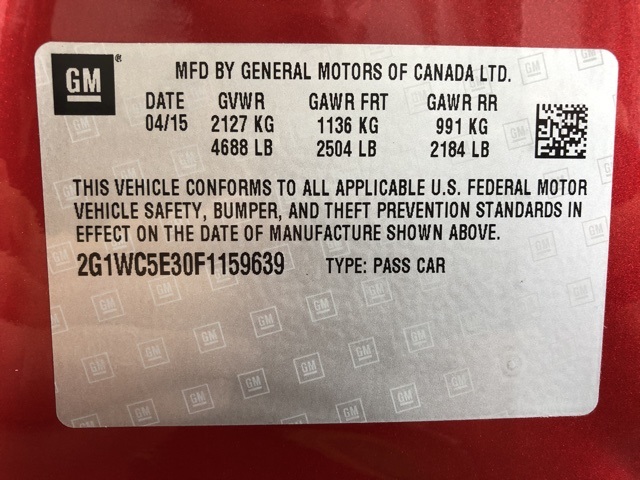 GM®
MFD BY GENERAL MOTORS OF CANADA LTD.
DATE GVWR GAWR FRT GAWR RR
04/15 2127 KG 1136 KG 991 KG
4688 LB 2504 LB 2184 LB
THIS VEHICLE CONFORMS TO ALL APPLICABLE U.S. FEDERAL MOTOR
VEHICLE SAFETY, BUMPER, AND THEFT PREVENTION STANDARDS IN
EFFECT ON THE DATE OF MANUFACTURE SHOWN ABOVE.
2G1WC5E30F1159639 TYPE: PASS CAR